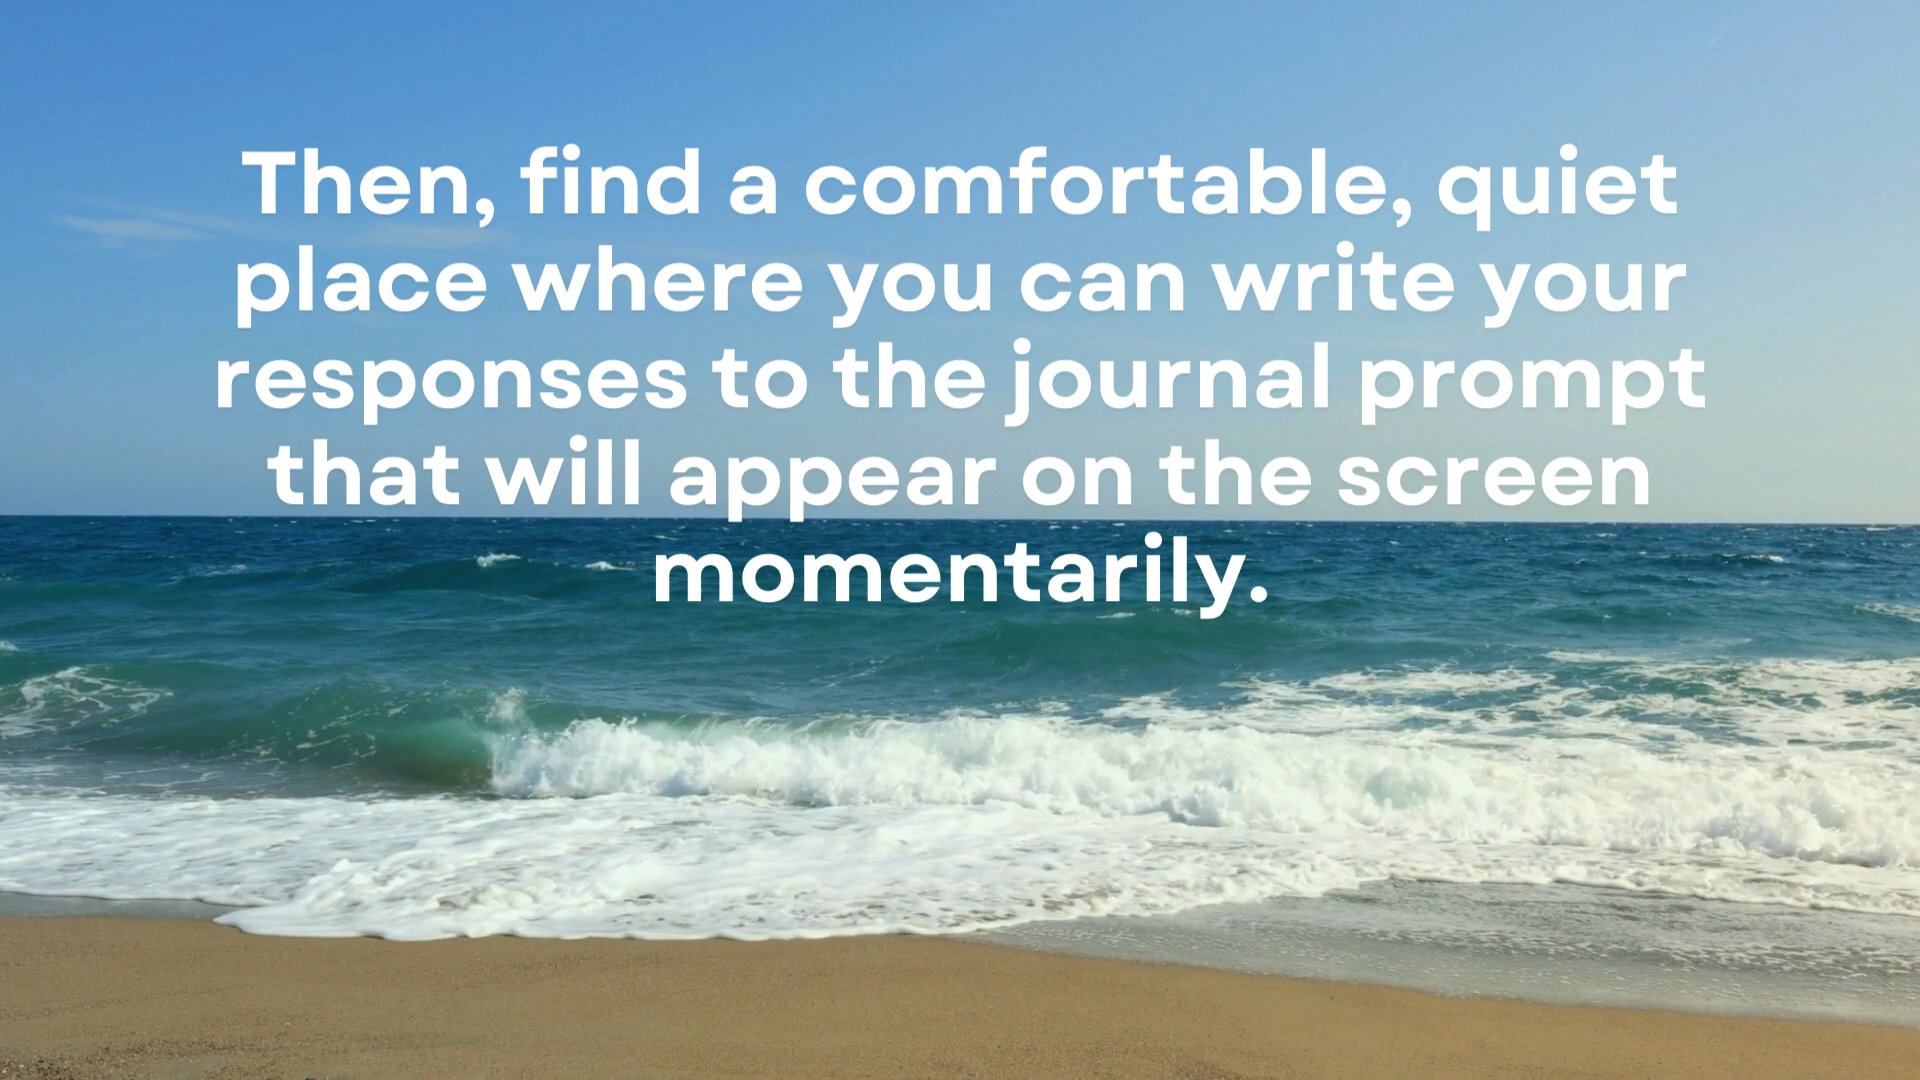 Then, find a comfortable, quiet
place where you can write your
responses to the journal prompt
that will appear on the screen
momentarily.